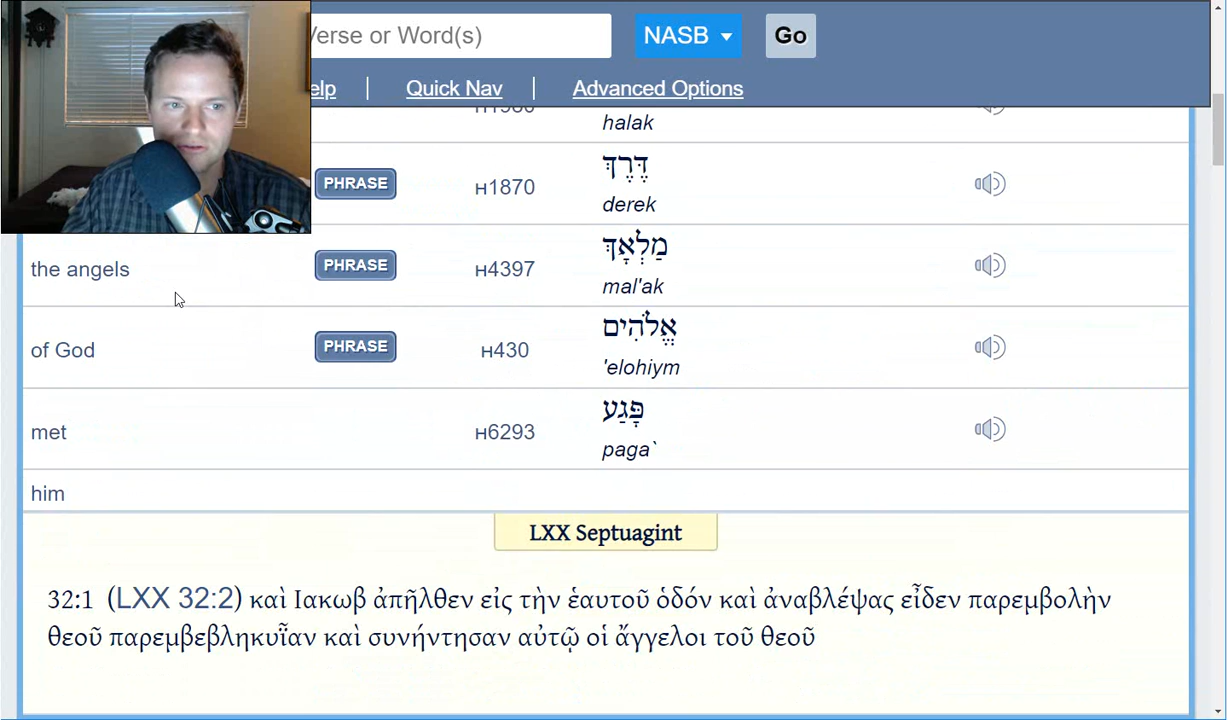 Verse or Word(s) NASB Go
elp | Quick Nav | Advanced Options
halak
PHRASE H1870 דֶּרֶךְ
derek
the angels PHRASE H4397 מַלְאָךְ
mal'ak
of God PHRASE H430 אֱלֹהִים
'elohiym
met H6293 פָּגַע
paga`
him
LXX Septuagint
32:1 (LXX 32:2) καὶ Ιακωβ ἀπῆλθεν εἰς τὴν ἑαυτοῦ ὁδόν καὶ ἀναβλέψας εἶδεν παρεμβολὴν
θεοῦ παρεμβεβληκυῖαν καὶ συνήντησαν αὐτῷ οἱ ἄγγελοι τοῦ θεοῦ